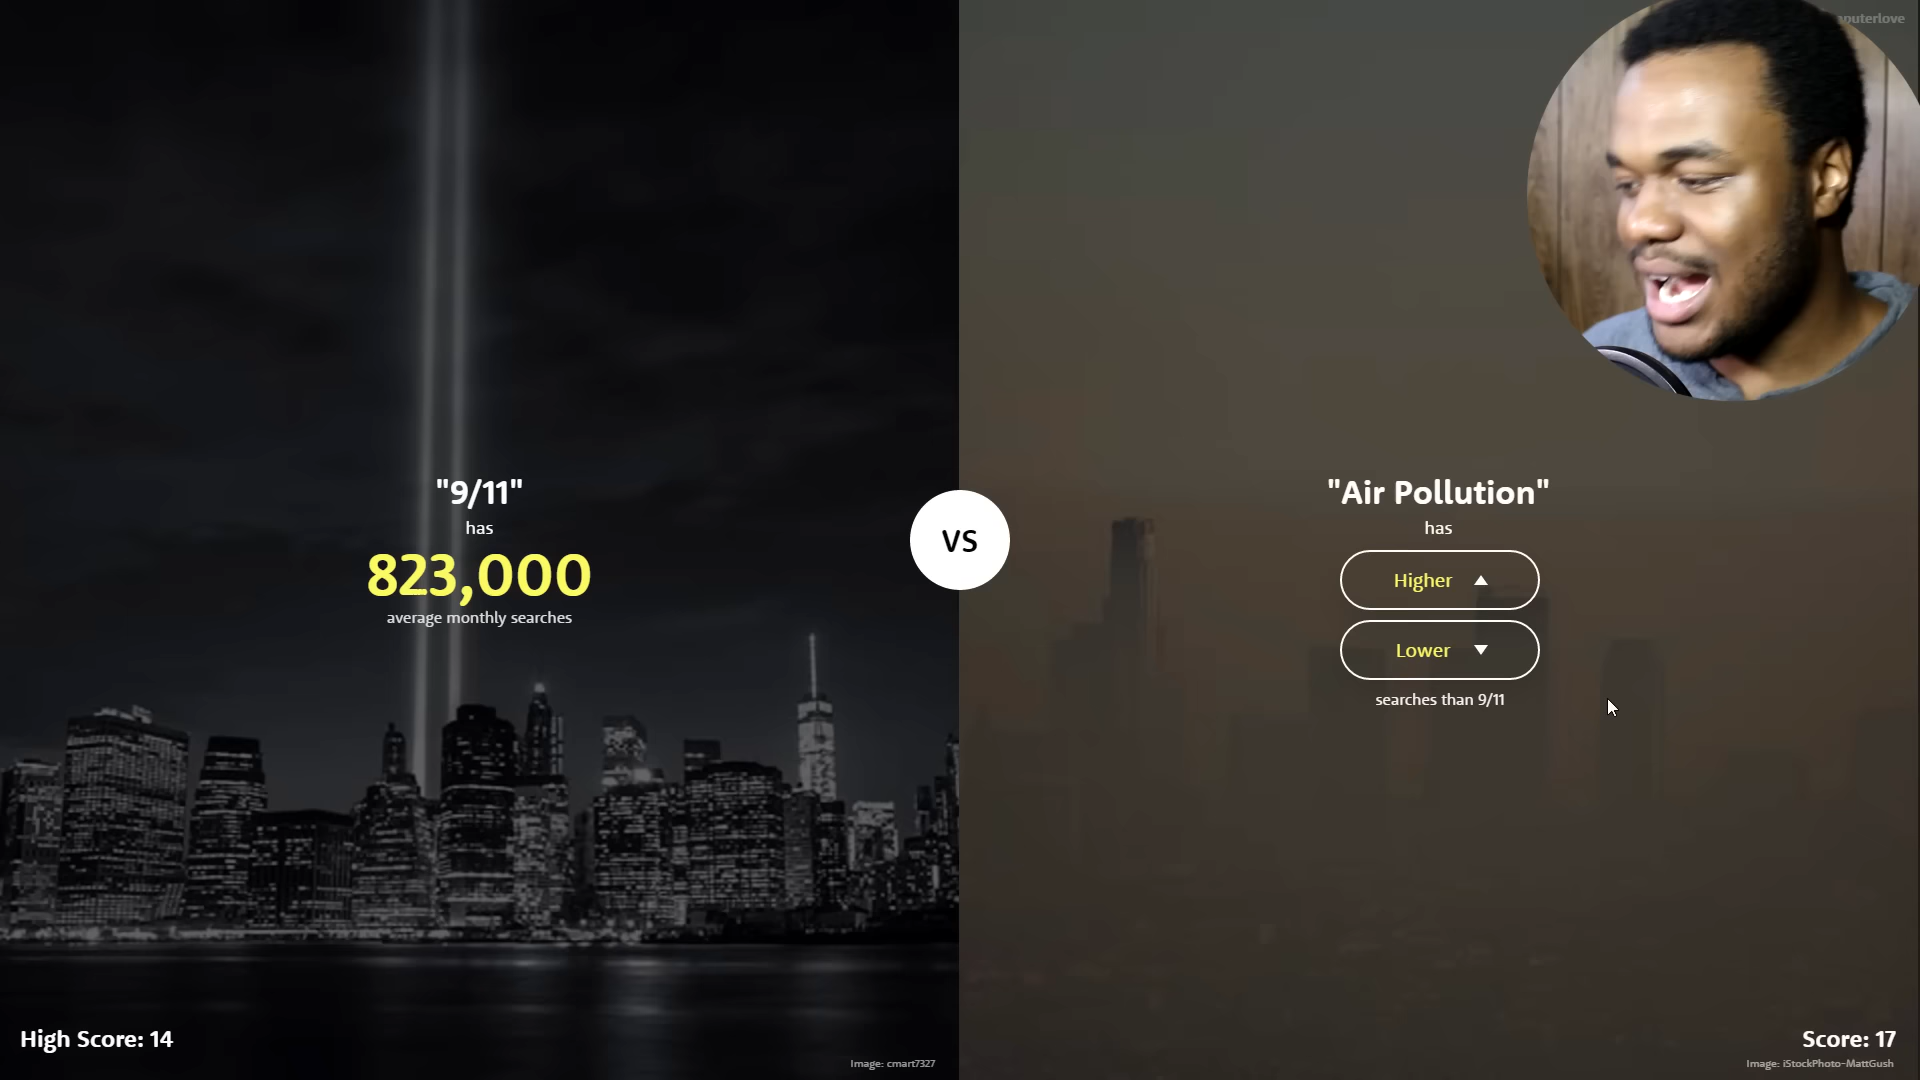 puterlove
"9/11"
has
823,000
average monthly searches
VS
"Air Pollution"
has
Higher
Lower
searches than 9/11
High Score: 14
Image: cmart7327
Score: 17
Image: iStockPhoto-MattGush